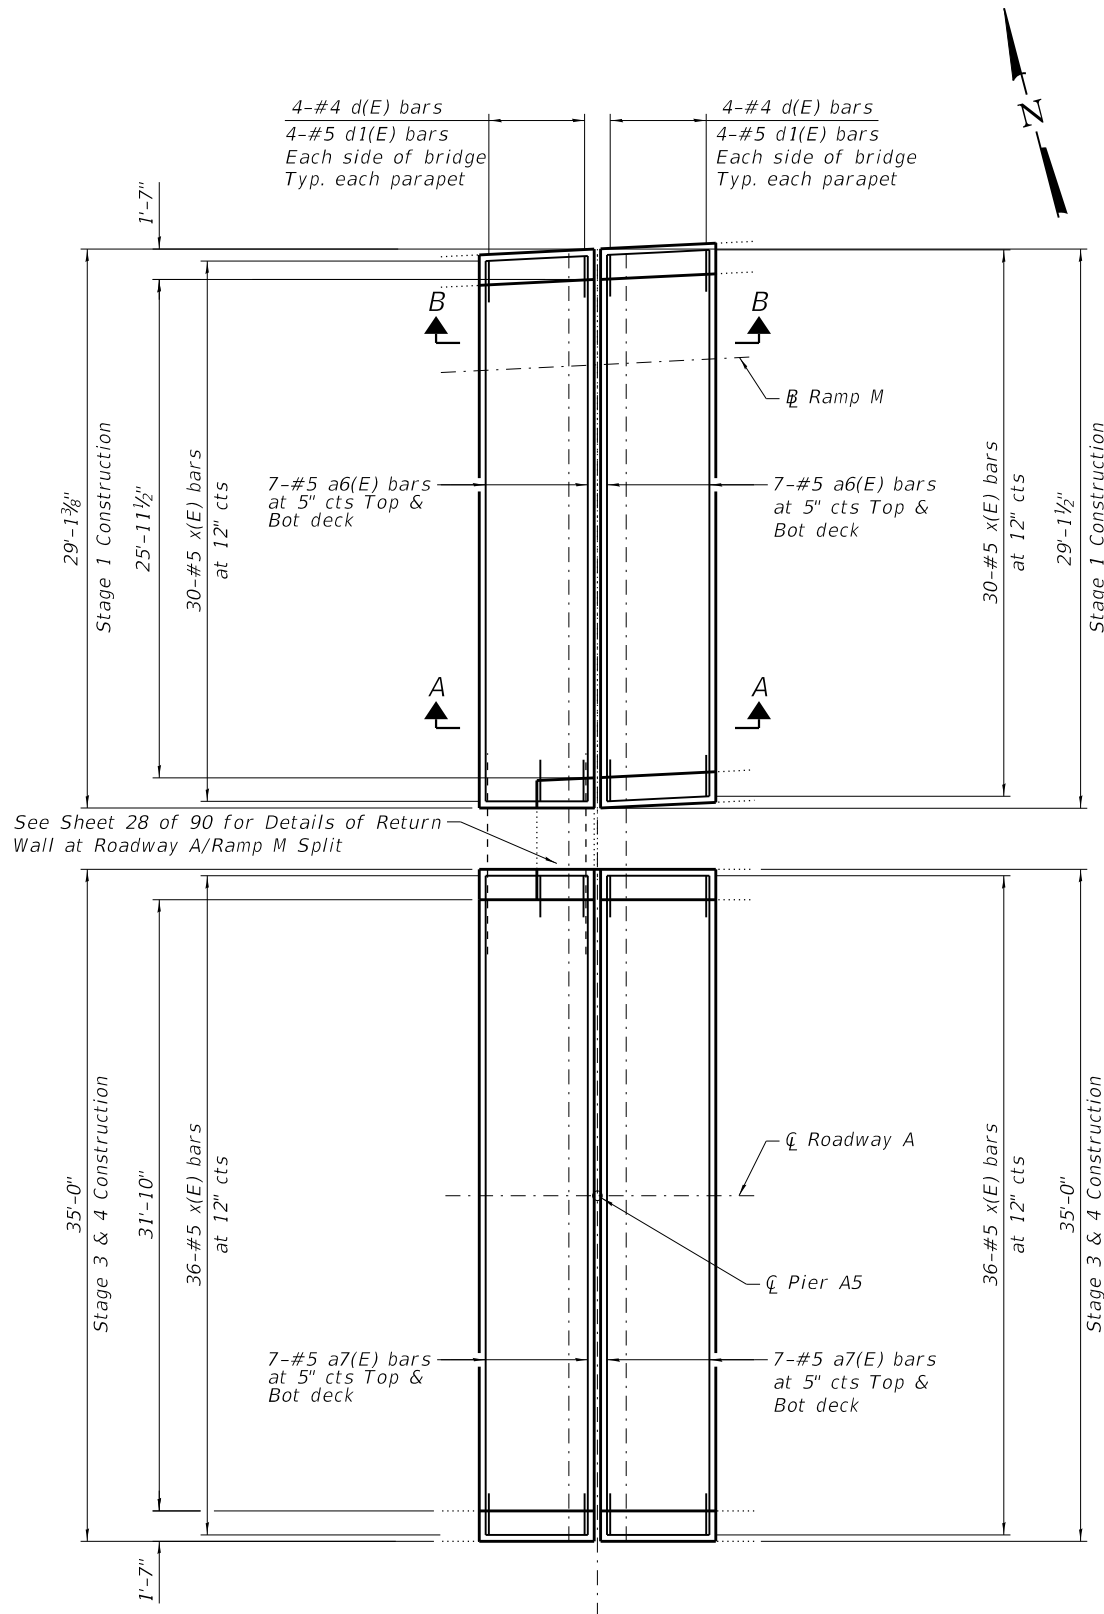 4-#4 d(E) bars
4-#5 d1(E) bars
Each side of bridge
Typ. each parapet
4-#4 d(E) bars
4-#5 d1(E) bars
Each side of bridge
Typ. each parapet
N
1'-7"
B
B
℄ Ramp M
29'-1⅜"
Stage 1 Construction
25'-11½"
30-#5 x(E) bars
at 12" cts
7-#5 a6(E) bars
at 5" cts Top &
Bot deck
7-#5 a6(E) bars
at 5" cts Top &
Bot deck
30-#5 x(E) bars
at 12" cts
29'-1½"
Stage 1 Construction
A
A
See Sheet 28 of 90 for Details of Return
Wall at Roadway A/Ramp M Split
35'-0"
Stage 3 & 4 Construction
31'-10"
36-#5 x(E) bars
at 12" cts
℄ Roadway A
℄ Pier A5
36-#5 x(E) bars
at 12" cts
35'-0"
Stage 3 & 4 Construction
7-#5 a7(E) bars
at 5" cts Top &
Bot deck
7-#5 a7(E) bars
at 5" cts Top &
Bot deck
1'-7"